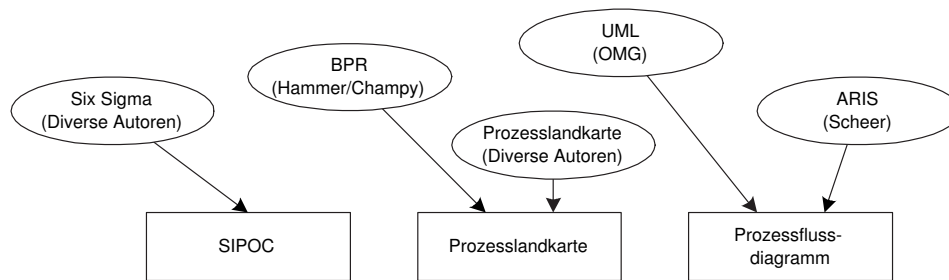 UML
(OMG)
BPR
(Hammer/Champy)
Six Sigma
(Diverse Autoren)
ARIS
(Scheer)
Prozesslandkarte
(Diverse Autoren)
SIPOC
Prozesslandkarte
Prozessfluss-
diagramm